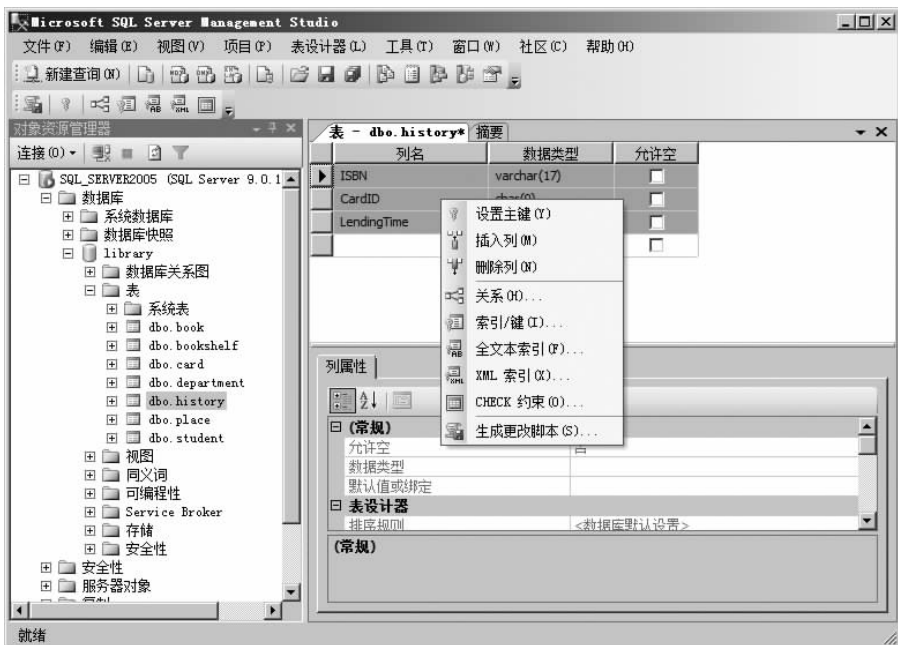 Microsoft SQL Server Management Studio
文件(F) 编辑(E) 视图(V) 项目(P) 表设计器(L) 工具(T) 窗口(W) 社区(C) 帮助(H)
新建查询(N)
对象资源管理器
连接(O)
SQL_SERVER2005 (SQL Server 9.0.1
数据库
系统数据库
数据库快照
library
数据库关系图
表
系统表
dbo.book
dbo.bookshelf
dbo.card
dbo.department
dbo.history
dbo.place
dbo.student
视图
同义词
可编程性
Service Broker
存储
安全性
安全性
服务器对象
复制
表 - dbo.history* 摘要
列名 数据类型 允许空
ISBN varchar(17)
CardID char(9)
LendingTime
设置主键(Y)
插入列(M)
删除列(N)
关系(H)...
索引/键(I)...
全文本索引(F)...
XML 索引(X)...
CHECK 约束(O)...
生成更改脚本(S)...
列属性
(常规)
允许空 否
数据类型
默认值或绑定
表设计器
排序规则 <数据库默认设置>
(常规)
就绪